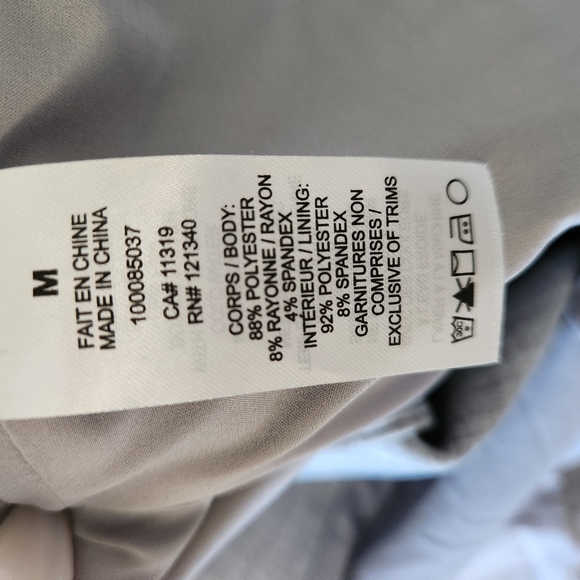 M
FAIT EN CHINE
MADE IN CHINA
100085037
CA# 11319
RN# 121340
CORPS / BODY:
88% POLYESTER
8% RAYONNE / RAYON
4% SPANDEX
INTÉRIEUR / LINING:
92% POLYESTER
8% SPANDEX
GARNITURES NON
COMPRISES /
EXCLUSIVE OF TRIMS
30C